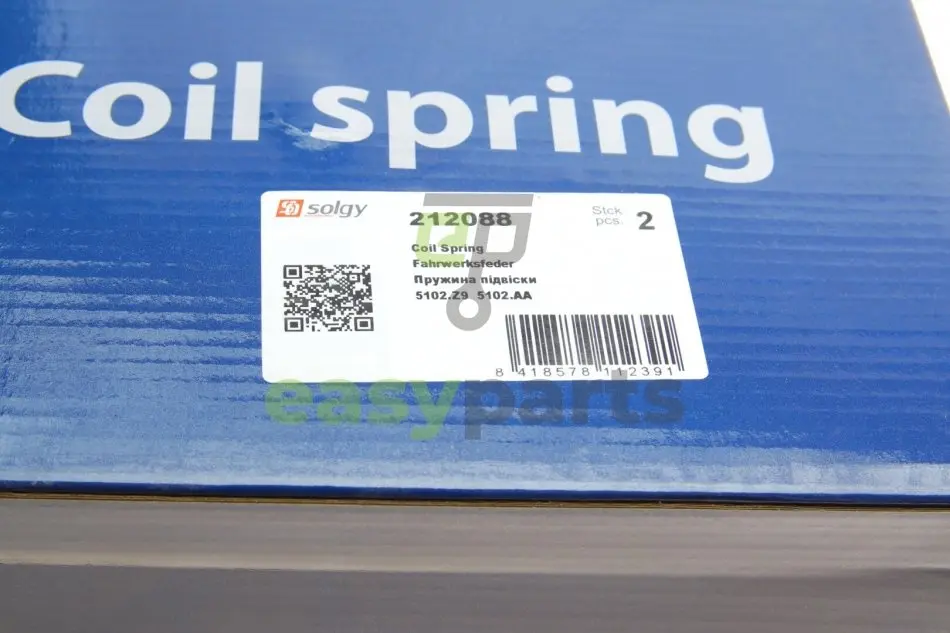 Coil spring
solgy
212088
Stck.
pcs. 2
Coil Spring
Fahrwerksfeder
Пружина підвіски
5102.Z9 5102.AA
8 418578 112391
ep
easyparts